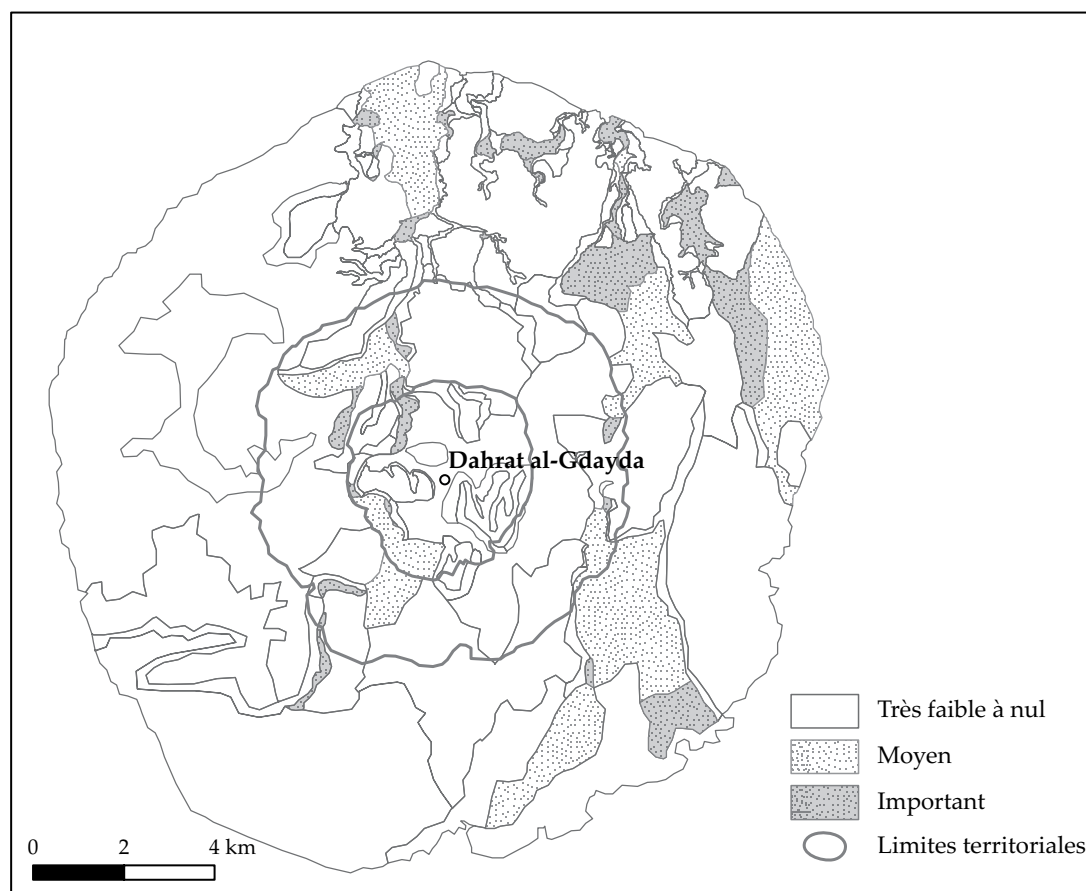 Dahrat al-Gdayda
Très faible à nul
Moyen
Important
Limites territoriales
0 2 4 km